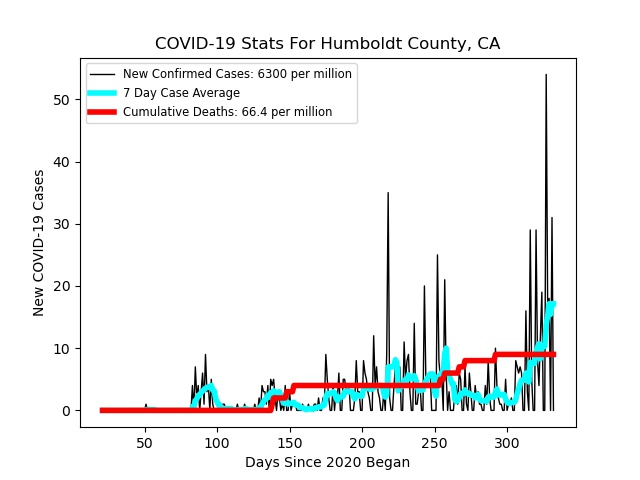 COVID-19 Stats For Humboldt County, CA
New Confirmed Cases: 6300 per million
7 Day Case Average
Cumulative Deaths: 66.4 per million
New COVID-19 Cases
50
40
30
20
10
0
50 100 150 200 250 300
Days Since 2020 Began